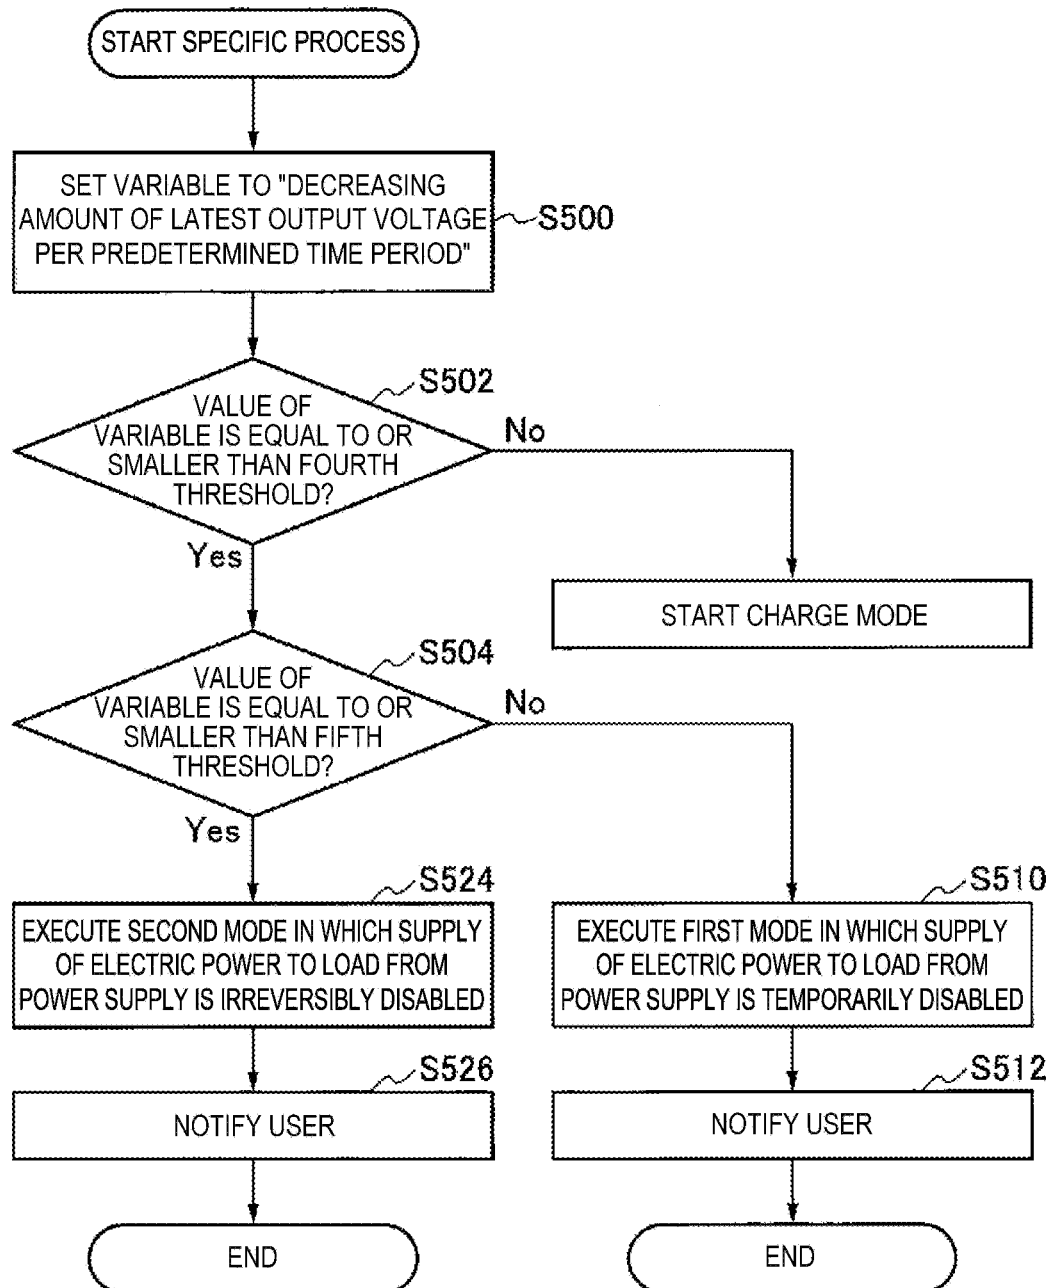 START SPECIFIC PROCESS
SET VARIABLE TO "DECREASING
AMOUNT OF LATEST OUTPUT VOLTAGE
PER PREDETERMINED TIME PERIOD"
S500
S502
VALUE OF
VARIABLE IS EQUAL TO OR
SMALLER THAN FOURTH
THRESHOLD?
No
Yes
START CHARGE MODE
S504
VALUE OF
VARIABLE IS EQUAL TO OR
SMALLER THAN FIFTH
THRESHOLD?
No
Yes
S524
EXECUTE SECOND MODE IN WHICH SUPPLY
OF ELECTRIC POWER TO LOAD FROM
POWER SUPPLY IS IRREVERSIBLY DISABLED
S510
EXECUTE FIRST MODE IN WHICH SUPPLY
OF ELECTRIC POWER TO LOAD FROM
POWER SUPPLY IS TEMPORARILY DISABLED
S526
NOTIFY USER
S512
NOTIFY USER
END
END